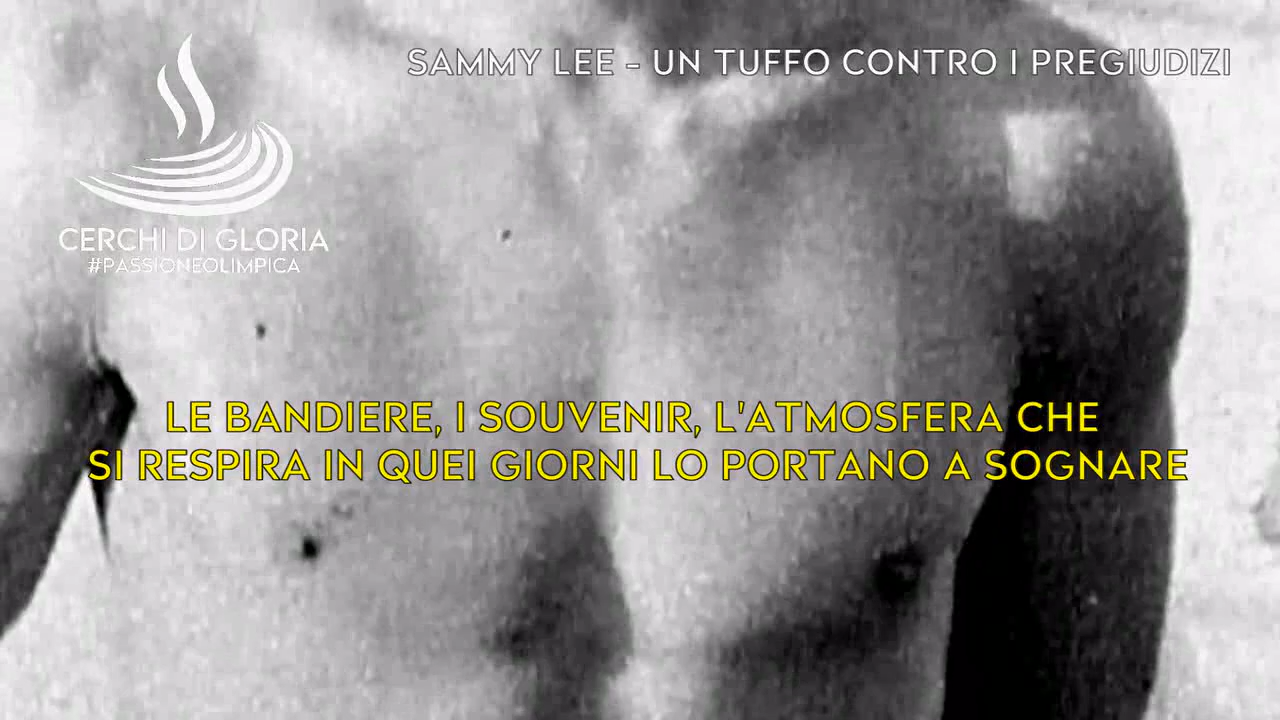 SAMMY LEE - UN TUFFO CONTRO I PREGIUDIZI
CERCHI DI GLORIA
#PASSIONEOLIMPICA
LE BANDIERE, I SOUVENIR, L'ATMOSFERA CHE
SI RESPIRA IN QUEI GIORNI LO PORTANO A SOGNARE